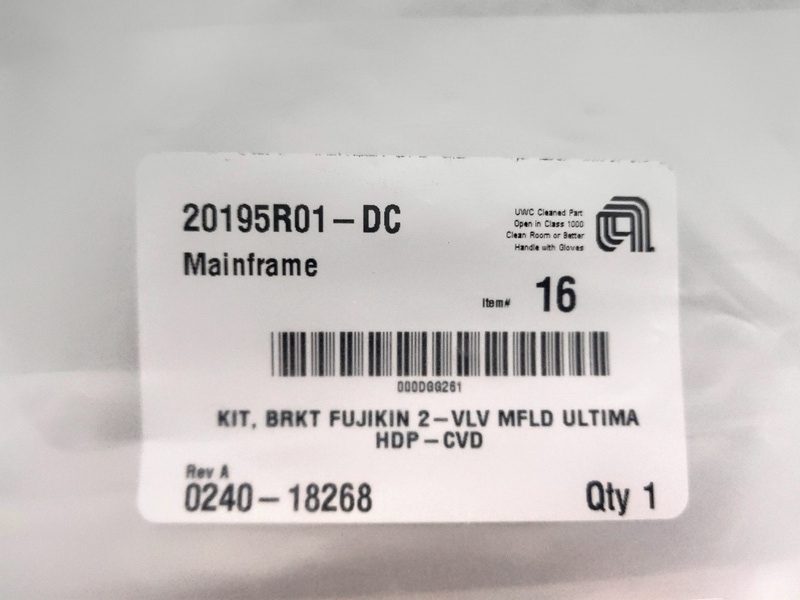 20195R01-DC
Mainframe
UWC Cleaned Part
Open in Class 1000
Clean Room or Better
Handle with Gloves
Item# 16
000DGG261
KIT, BRKT FUJIKIN 2-VLV MFLD ULTIMA
HDP-CVD
Rev A
0240-18268
Qty 1